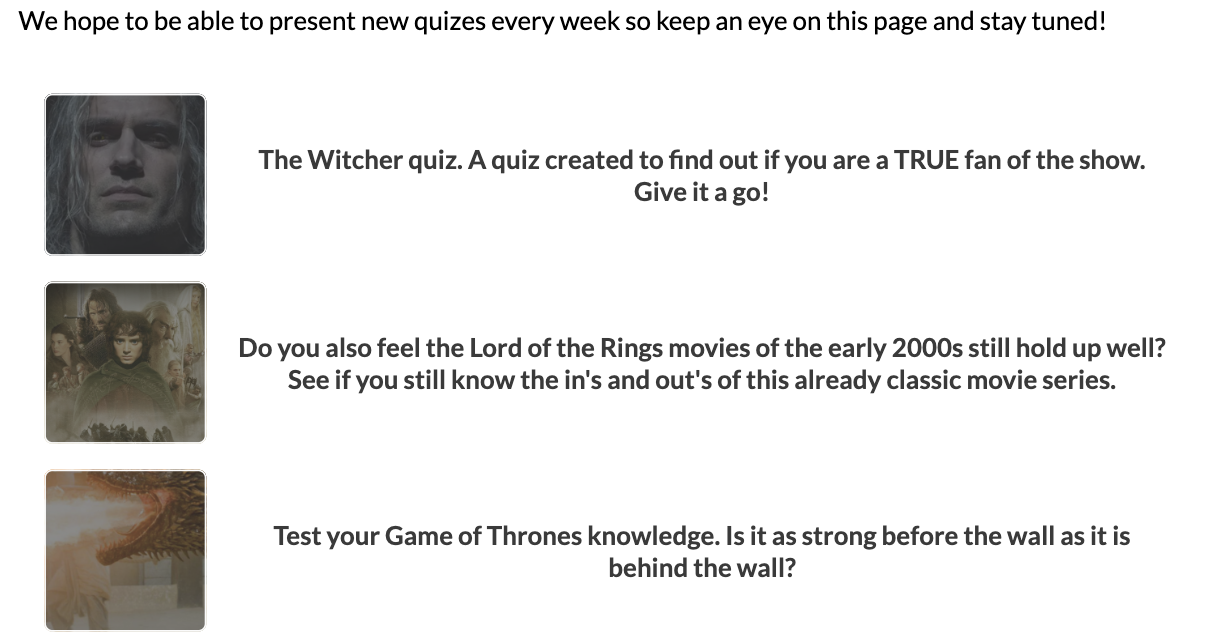 We hope to be able to present new quizes every week so keep an eye on this page and stay tuned!
The Witcher quiz. A quiz created to find out if you are a TRUE fan of the show.
Give it a go!
Do you also feel the Lord of the Rings movies of the early 2000s still hold up well?
See if you still know the in's and out's of this already classic movie series.
Test your Game of Thrones knowledge. Is it as strong before the wall as it is
behind the wall?